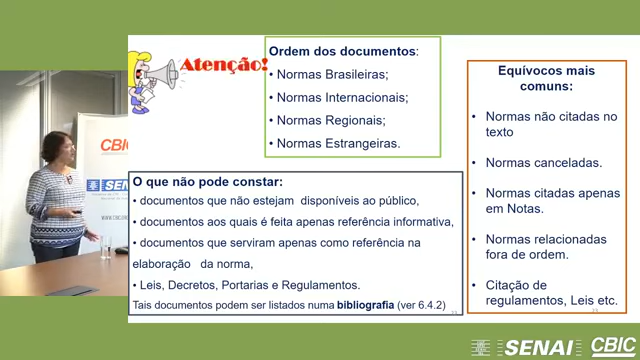 Atenção!
Ordem dos documentos:
• Normas Brasileiras;
• Normas Internacionais;
• Normas Regionais;
• Normas Estrangeiras.
O que não pode constar:
• documentos que não estejam disponíveis ao público,
• documentos aos quais é feita apenas referência informativa,
• documentos que serviram apenas como referência na
elaboração da norma,
• Leis, Decretos, Portarias e Regulamentos.
Tais documentos podem ser listados numa bibliografia (ver 6.4.2)
Equívocos mais
comuns:
• Normas não citadas no
texto
• Normas canceladas.
• Normas citadas apenas
em Notas.
• Normas relacionadas
fora de ordem.
• Citação de
regulamentos, Leis etc.
CBIC
SENAI
SENAI
CBIC